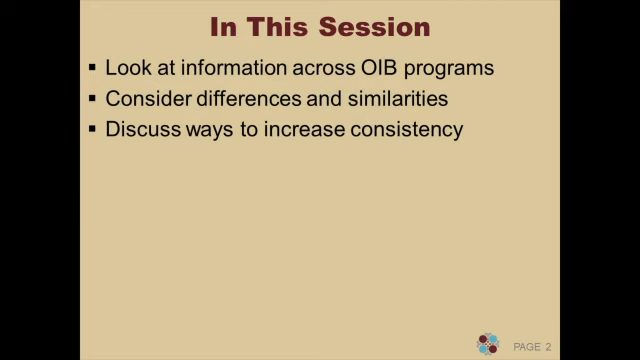 In This Session
▪ Look at information across OIB programs
▪ Consider differences and similarities
▪ Discuss ways to increase consistency
PAGE 2